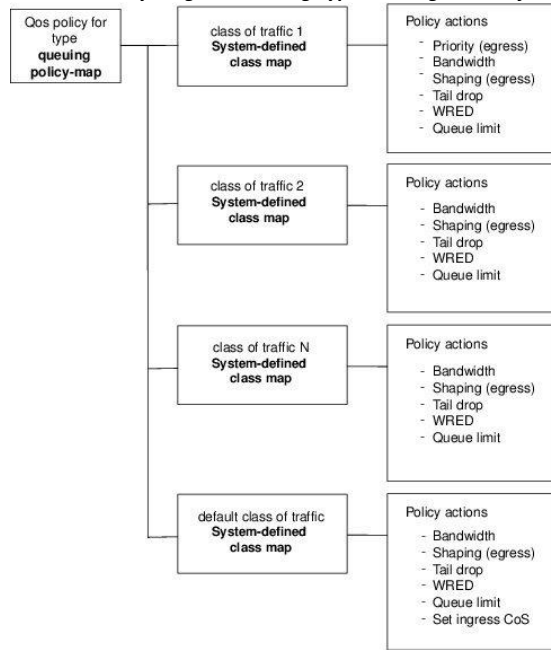 Qos policy for
type
queuing
policy-map
class of traffic 1
System-defined
class map
Policy actions
- Priority (egress)
- Bandwidth
- Shaping (egress)
- Tail drop
- WRED
- Queue limit
class of traffic 2
System-defined
class map
Policy actions
- Bandwidth
- Shaping (egress)
- Tail drop
- WRED
- Queue limit
class of traffic N
System-defined
class map
Policy actions
- Bandwidth
- Shaping (egress)
- Tail drop
- WRED
- Queue limit
default class of traffic
System-defined
class map
Policy actions
- Bandwidth
- Shaping (egress)
- Tail drop
- WRED
- Queue limit
- Set ingress CoS